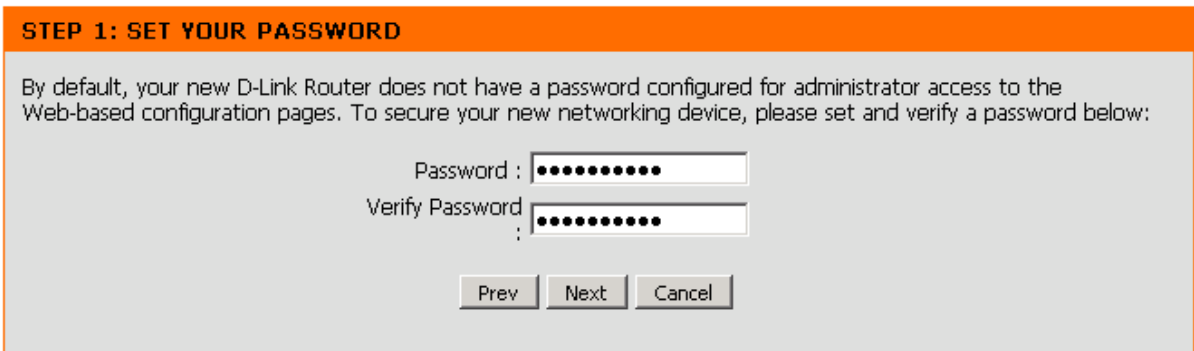 STEP 1: SET YOUR PASSWORD
By default, your new D-Link Router does not have a password configured for administrator access to the
Web-based configuration pages. To secure your new networking device, please set and verify a password below:
Password : ••••••••••
Verify Password : ••••••••••
Prev Next Cancel